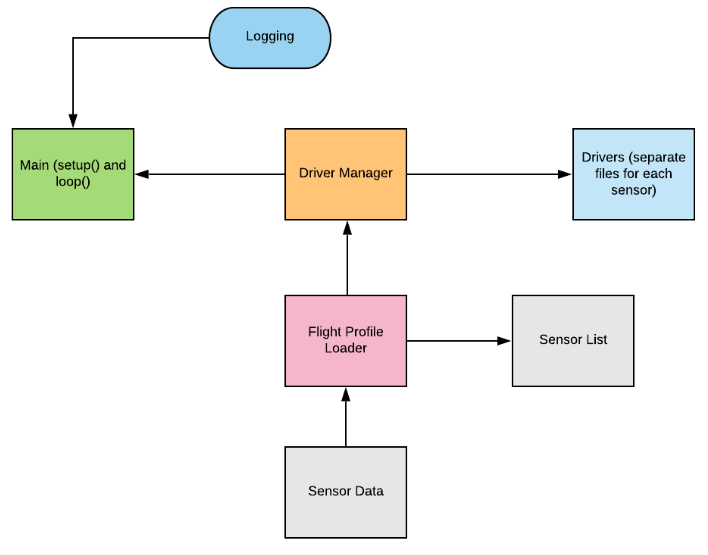 Logging
Main (setup() and
loop()
Driver Manager
Drivers (separate
files for each
sensor)
Flight Profile
Loader
Sensor List
Sensor Data